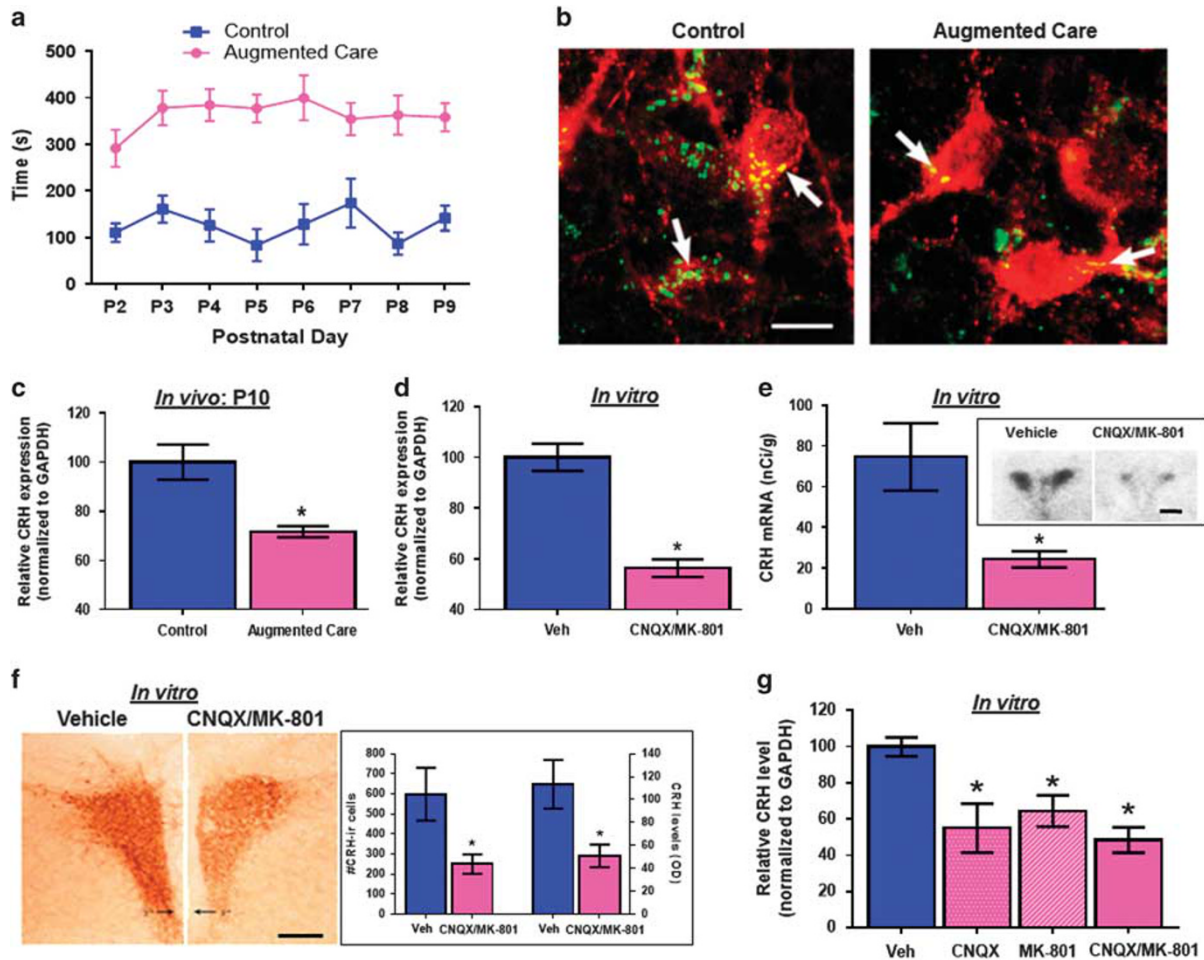 a
Control
Augmented Care
500
400
300
200
100
0
Time (s)
P2 P3 P4 P5 P6 P7 P8 P9
Postnatal Day
b
Control Augmented Care
c
In vivo: P10
120
100
80
60
40
Relative CRH expression
(normalized to GAPDH)
*
Control Augmented Care
d
In vitro
120
100
80
60
40
Relative CRH expression
(normalized to GAPDH)
*
Veh CNQX/MK-801
e
In vitro
100
80
60
40
20
0
CRH mRNA (nCi/g)
Vehicle CNQX/MK-801
*
Veh CNQX/MK-801
f
In vitro
Vehicle CNQX/MK-801
800
700
600
500
400
300
200
100
0
#CRH-ir cells
140
120
100
80
60
40
20
0
CRH levels (OD)
* *
Veh CNQX/MK-801 Veh CNQX/MK-801
g
In vitro
120
100
80
60
40
20
0
Relative CRH level
(normalized to GAPDH)
* * *
Veh CNQX MK-801 CNQX/MK-801